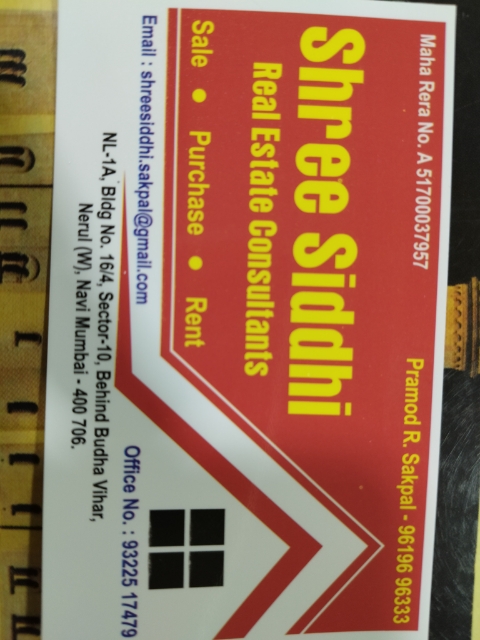 Maha Rera No. A 51700037957
Pramod R. Sakpal - 96196 96333
Shree Siddhi
Real Estate Consultants
Sale • Purchase • Rent
Email : shreesiddhi.sakpal@gmail.com
Office No. : 93225 17479
NL-1A, Bldg No. 16/4, Sector-10, Behind Budha Vihar,
Nerul (W), Navi Mumbai - 400 706.